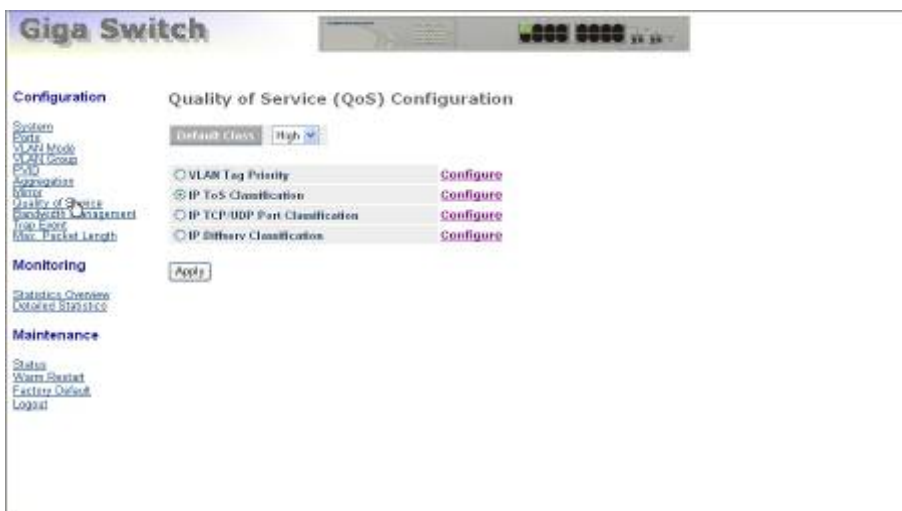 Giga Switch
Configuration
System
Ports
VLAN Mode
VLAN Group
PVID
Aggregation
Mirror
Quality of Service
Bandwidth Management
Trap Event
Max. Packet Length
Monitoring
Statistics Overview
Detailed Statistics
Maintenance
Status
Warm Restart
Factory Default
Logout
Quality of Service (QoS) Configuration
Default Class High
VLAN Tag Priority Configure
IP ToS Classification Configure
IP TCP/UDP Port Classification Configure
IP Diffserv Classification Configure
Apply